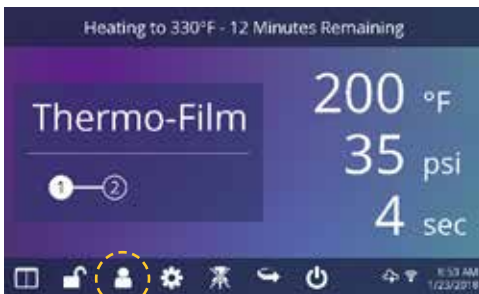 Heating to 330°F - 12 Minutes Remaining
Thermo-Film
200 °F
35 psi
4 sec
1 2
8:53 AM
1/23/2018